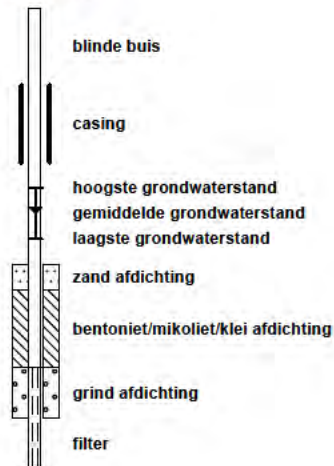 blinde buis
casing
hoogste grondwaterstand
gemiddelde grondwaterstand
laagste grondwaterstand
zand afdichting
bentoniet/mikoliet/klei afdichting
grind afdichting
filter